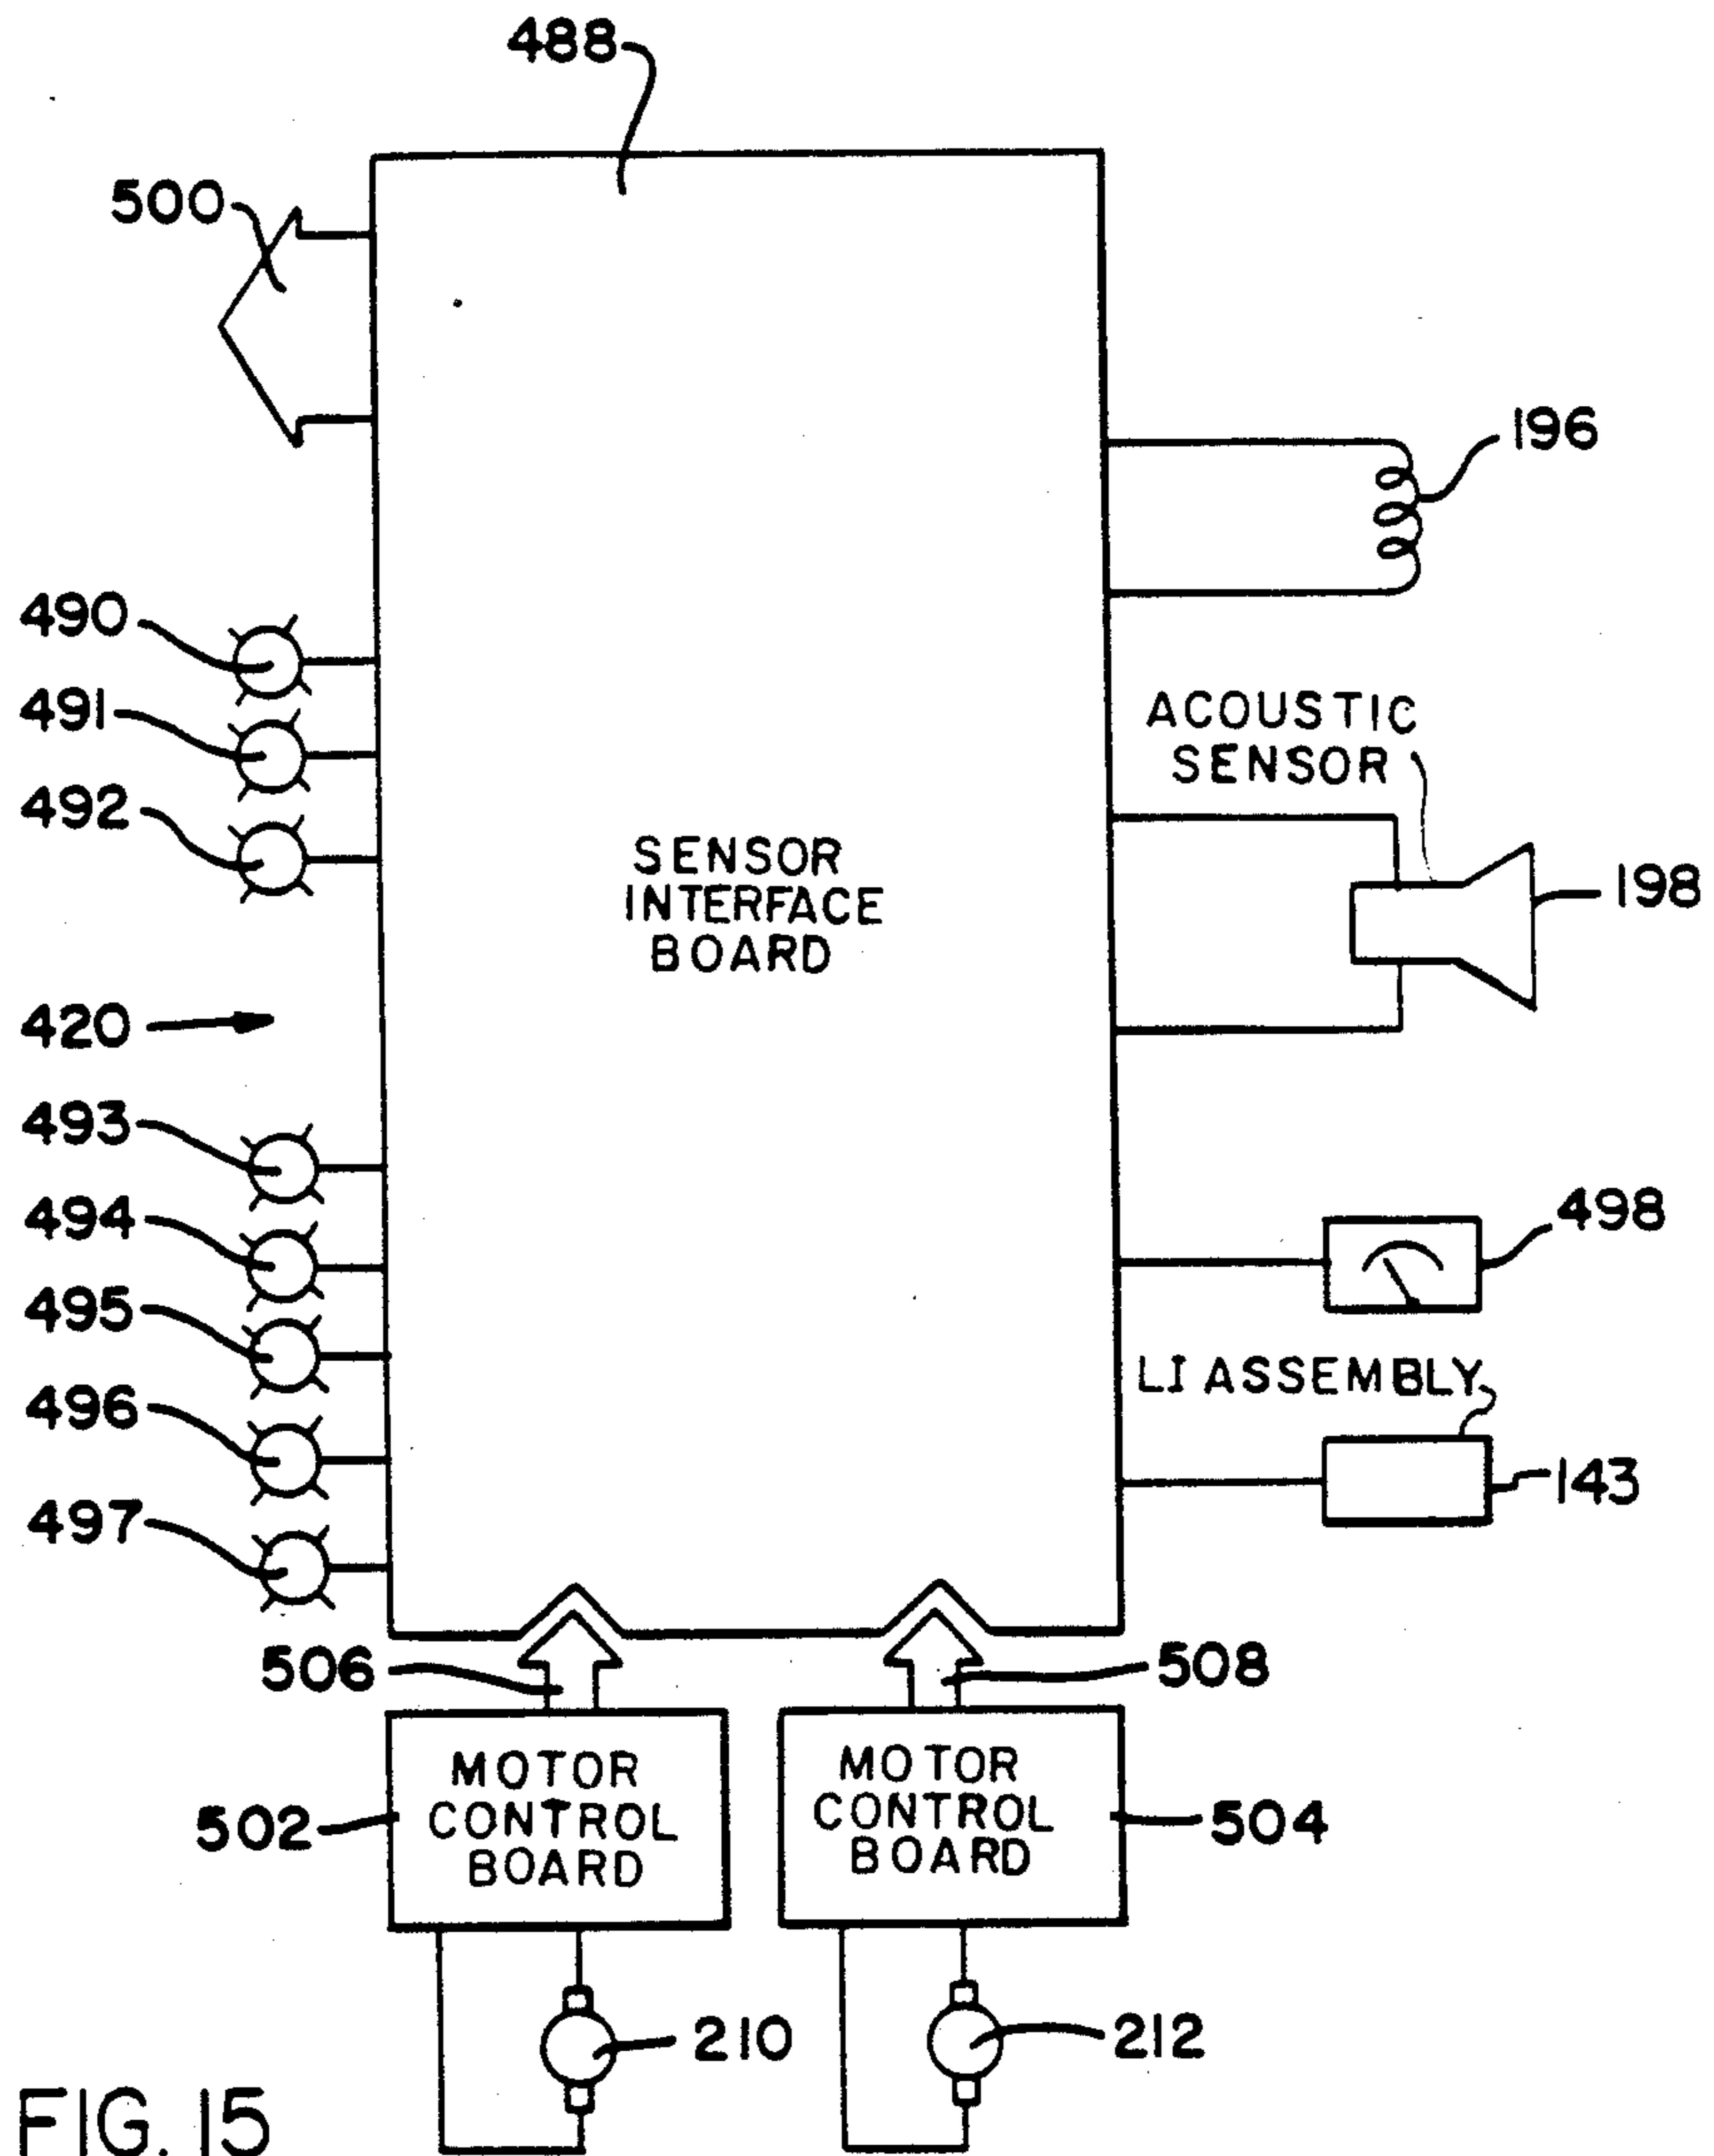 488
500
196
490
491
ACOUSTIC
SENSOR
492
SENSOR
INTERFACE
BOARD
198
420
493
494
498
495
LI ASSEMBLY
496
143
497
506
508
MOTOR
CONTROL
BOARD
MOTOR
CONTROL
BOARD
502
504
210
212
FIG. 15